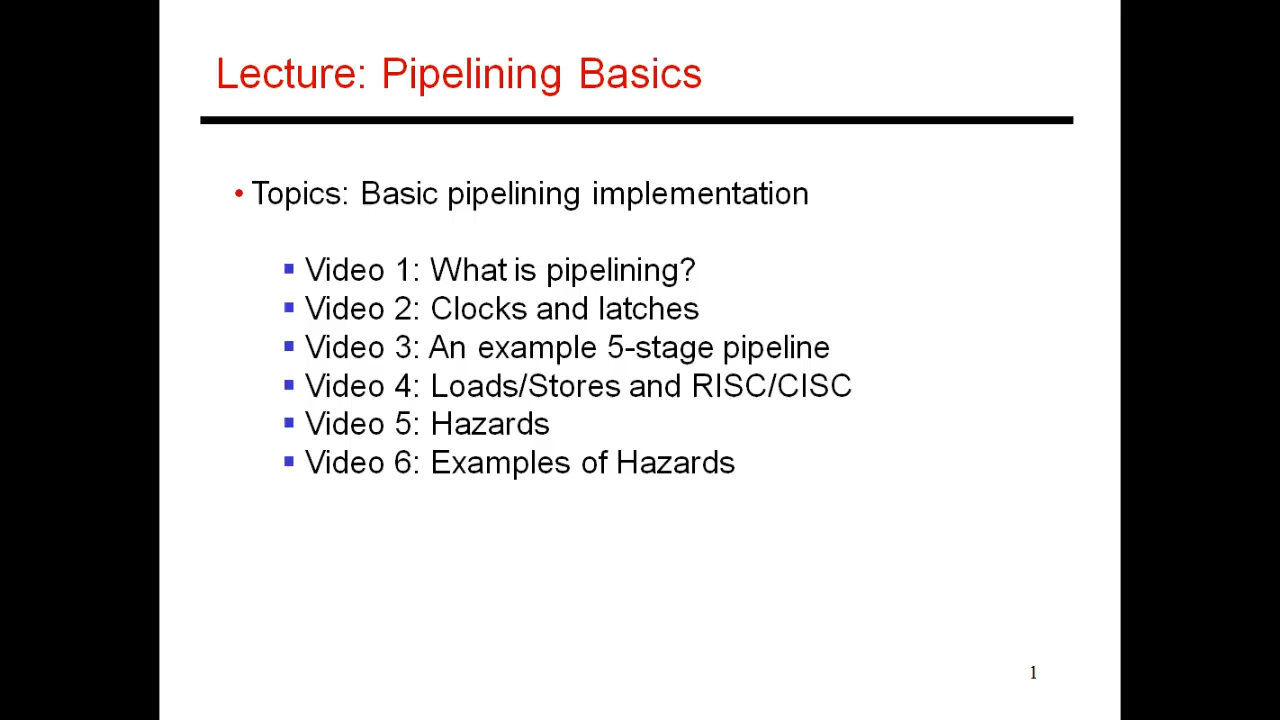 Lecture: Pipelining Basics
• Topics: Basic pipelining implementation
▪ Video 1: What is pipelining?
▪ Video 2: Clocks and latches
▪ Video 3: An example 5-stage pipeline
▪ Video 4: Loads/Stores and RISC/CISC
▪ Video 5: Hazards
▪ Video 6: Examples of Hazards
1